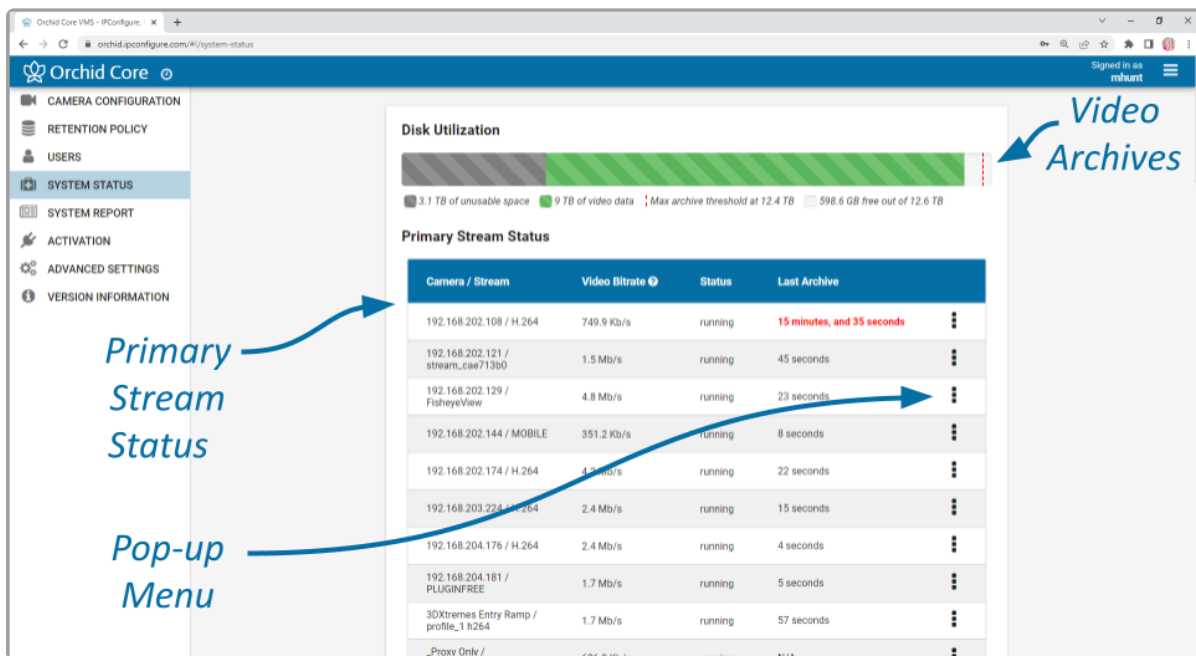 Orchid Core VMS - IPConfigure, I
orchid.ipconfigure.com/#!/system-status
Orchid Core
Signed in as
mhunt
CAMERA CONFIGURATION
RETENTION POLICY
USERS
SYSTEM STATUS
SYSTEM REPORT
ACTIVATION
ADVANCED SETTINGS
VERSION INFORMATION
Disk Utilization
3.1 TB of unusable space 9 TB of video data Max archive threshold at 12.4 TB 598.6 GB free out of 12.6 TB
Video
Archives
Primary Stream Status
Camera / Stream Video Bitrate Status Last Archive
192.168.202.108 / H.264 749.9 Kb/s running 15 minutes, and 35 seconds
192.168.202.121 /
stream_cae713b0 1.5 Mb/s running 45 seconds
192.168.202.129 /
FisheyeView 4.8 Mb/s running 23 seconds
192.168.202.144 / MOBILE 351.2 Kb/s running 8 seconds
192.168.202.174 / H.264 Mb/s running 22 seconds
192.168.203.224 / H.264 2.4 Mb/s running 15 seconds
192.168.204.176 / H.264 2.4 Mb/s running 4 seconds
192.168.204.181 /
PLUGINFREE 1.7 Mb/s running 5 seconds
3DXtremes Entry Ramp /
profile_1 h264 1.7 Mb/s running 57 seconds
_Proxy Only /
Primary
Stream
Status
Pop-up
Menu